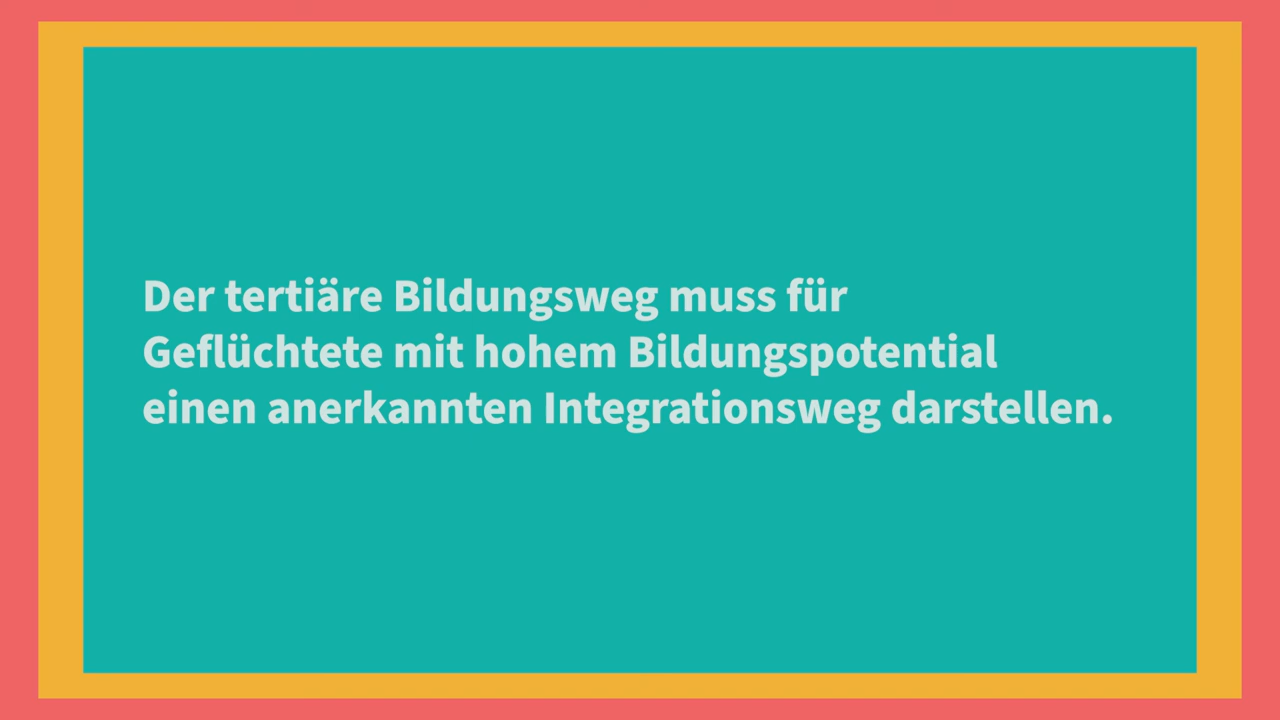 Der tertiäre Bildungsweg muss für
Geflüchtete mit hohem Bildungspotential
einen anerkannten Integrationsweg darstellen.